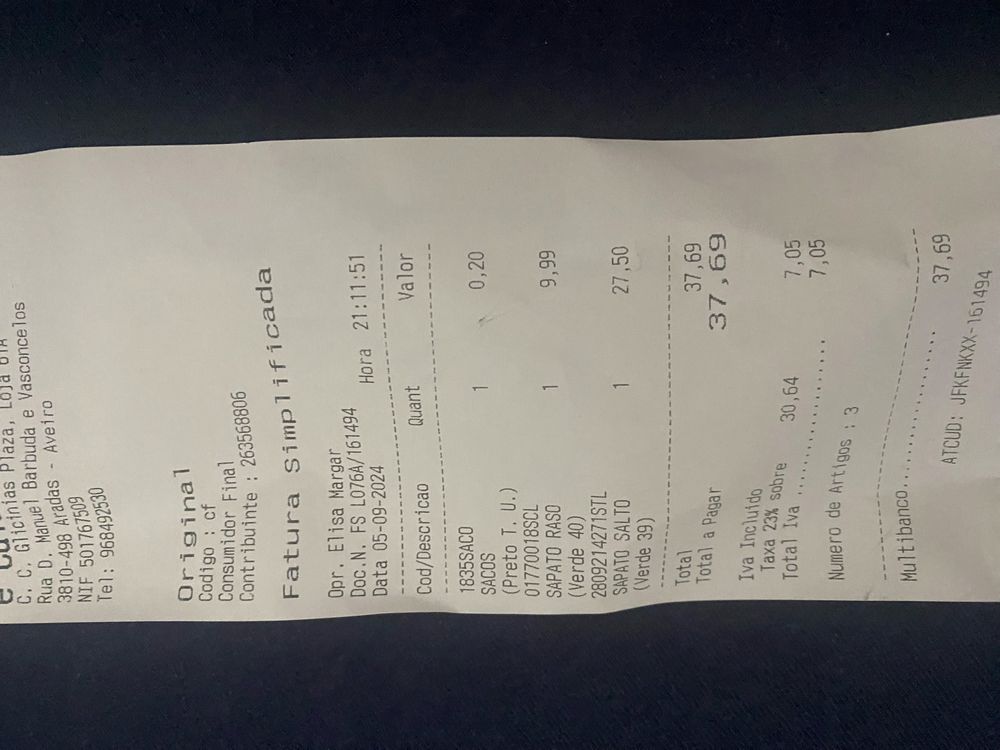 C. C. Glicinias Plaza, Loja
Rua D. Manuel Barbuda e Vasconcelos
3810-498 Aradas - Aveiro
NIF 501767509
Tel: 968492530
Original
Codigo : cf
Consumidor Final
Contribuinte : 263568806
Fatura Simplificada
Opr. Elisa Margar
Doc.N. FS L076A/161494
Data 05-09-2024 Hora 21:11:51
Cod/Descricao Quant Valor
1835SACO
SACOS 1 0,20
(Preto T. U.)
01770018SCL
SAPATO RASO 1 9,99
(Verde 40)
2809214271STL
SAPATO SALTO 1 27,50
(Verde 39)
Total 37,69
Total a Pagar 37,69
Iva Incluido
Taxa 23% sobre 30,64 7,05
Total Iva .................. 7,05
Numero de Artigos : 3
Multibanco.................. 37,69
ATCUD: JFKFNKXX-161494